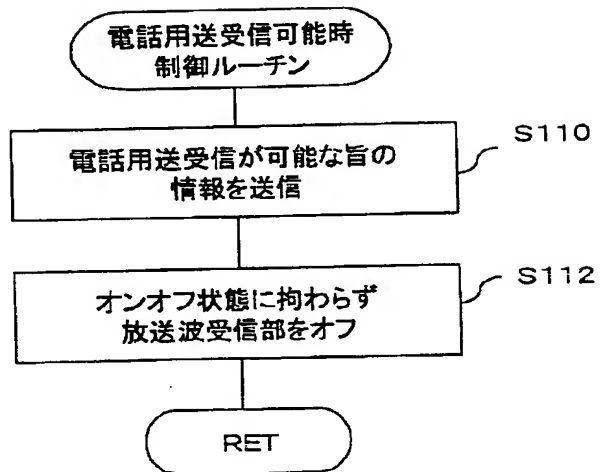 電話用送受信可能時
制御ルーチン
電話用送受信が可能な旨の
情報を送信
S110
オンオフ状態に拘わらず
放送波受信部をオフ
S112
RET